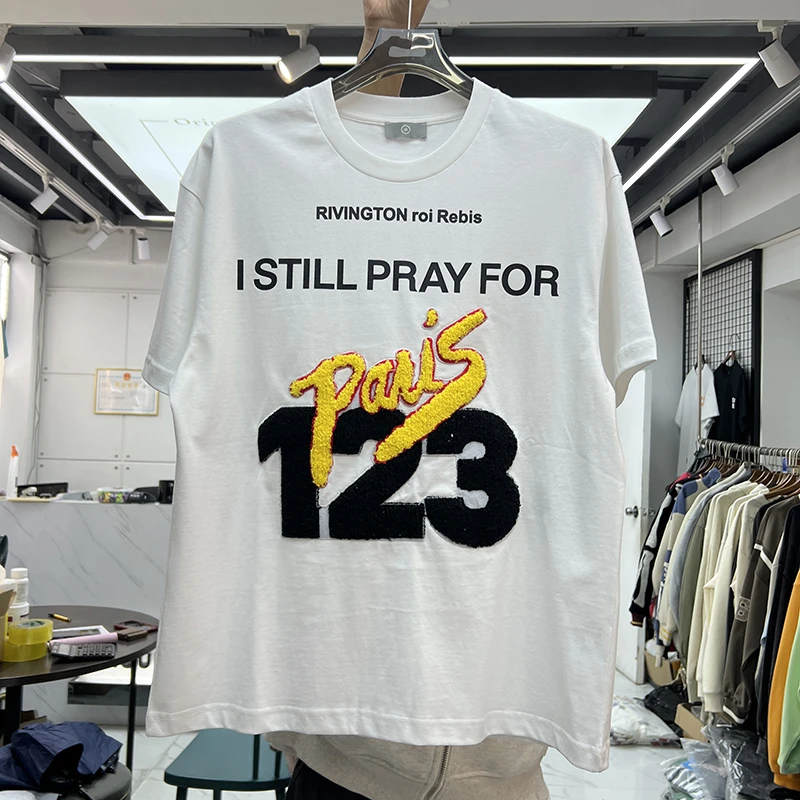 RIVINGTON roi Rebis
I STILL PRAY FOR
Paris
123